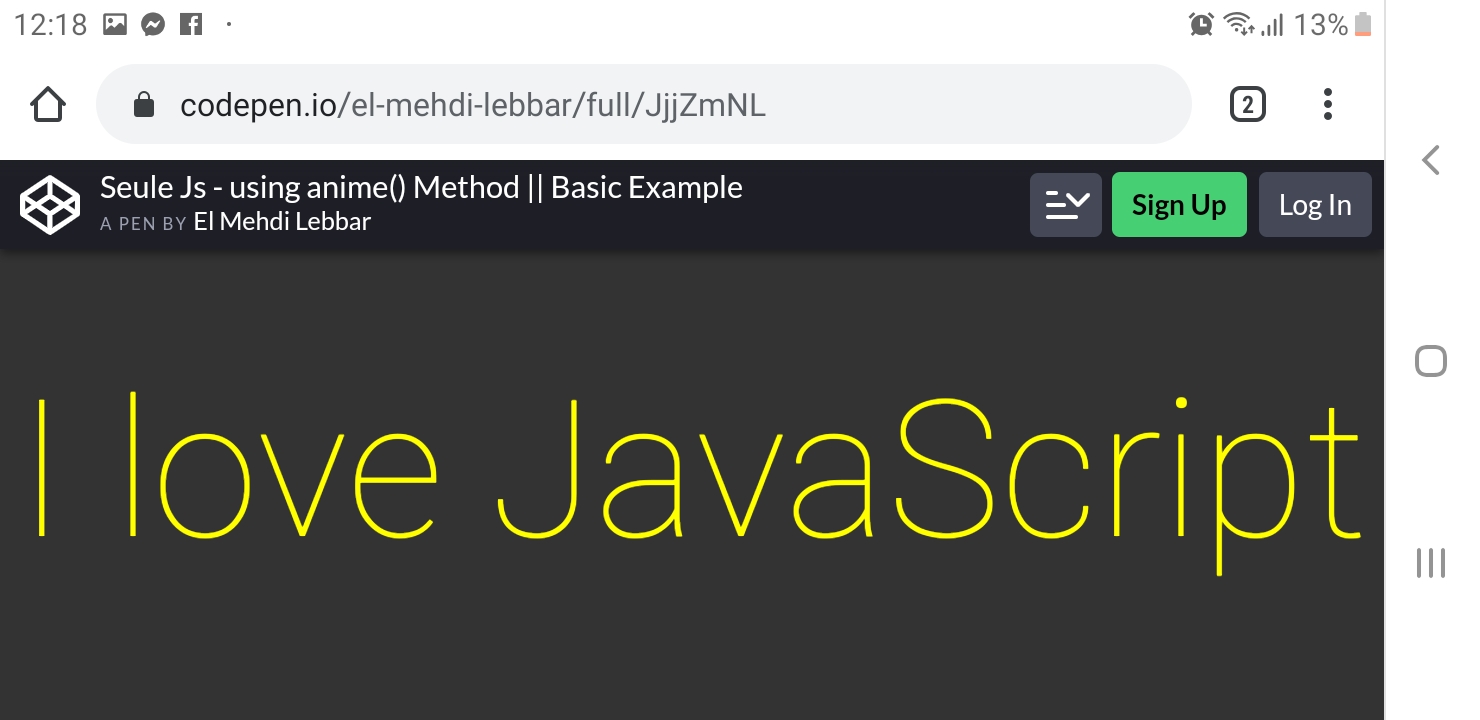 12:18 13%
codepen.io/el-mehdi-lebbar/full/JjjZmNL
2
Seule Js - using anime() Method || Basic Example
A PEN BY El Mehdi Lebbar
Sign Up
Log In
I love JavaScript